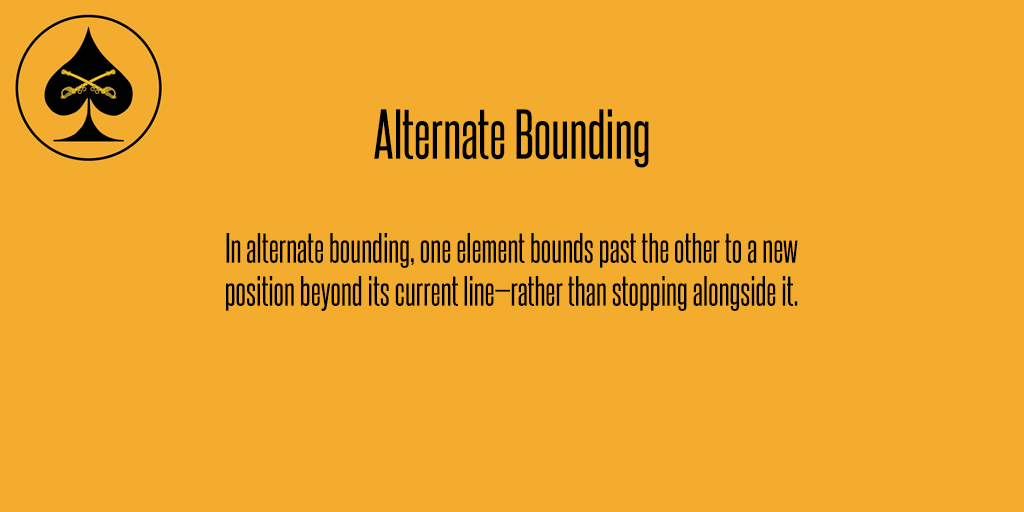 Alternate Bounding
In alternate bounding, one element bounds past the other to a new
position beyond its current line—rather than stopping alongside it.